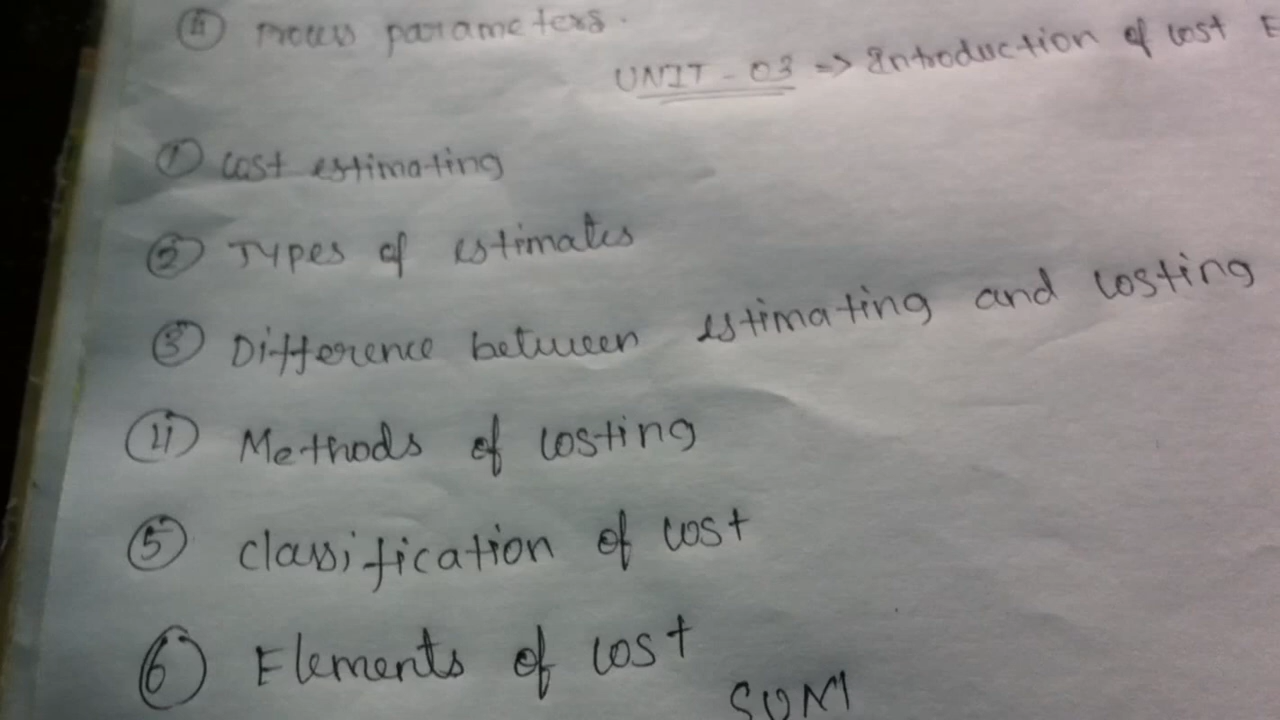 ④ Process parameters.
UNIT - 03 => Introduction of cost E
① cost estimating
② Types of estimates
③ Difference between estimating and costing
④ Methods of costing
⑤ classification of cost
⑥ Elements of cost
SUM